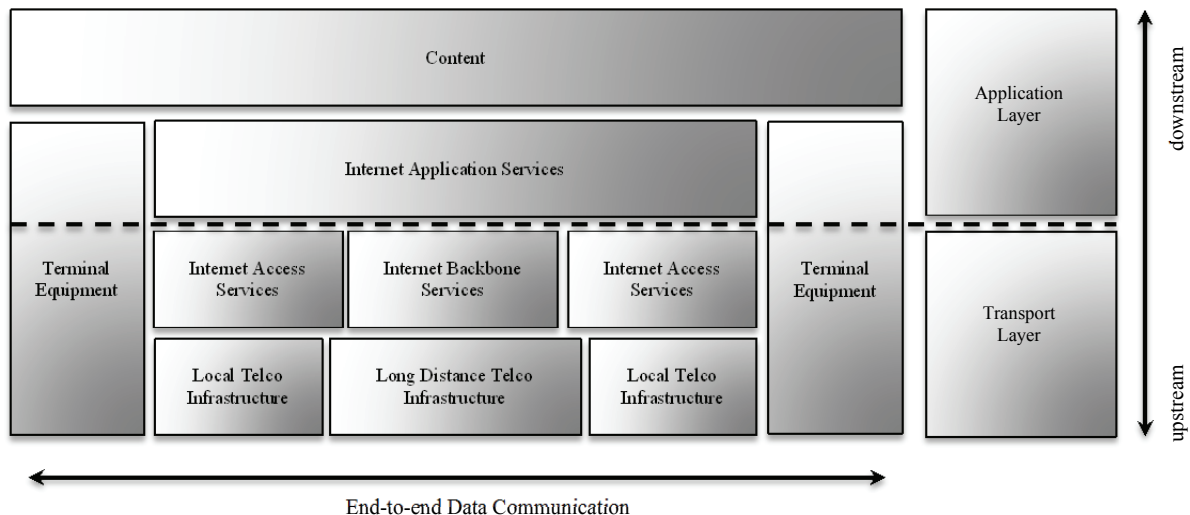 Content
Application
Layer
downstream
Internet Application Services
Terminal
Equipment
Internet Access
Services
Internet Backbone
Services
Internet Access
Services
Terminal
Equipment
Transport
Layer
Local Telco
Infrastructure
Long Distance Telco
Infrastructure
Local Telco
Infrastructure
upstream
End-to-end Data Communication